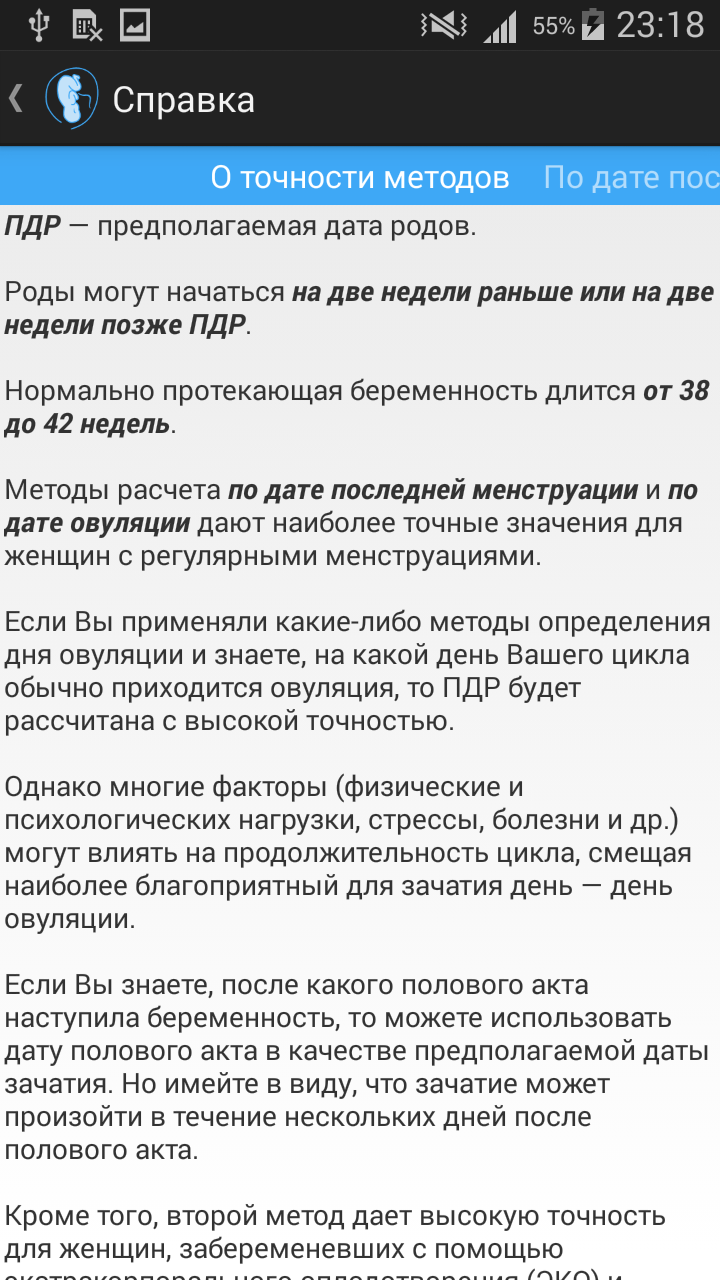 55% 23:18
Справка
О точности методов По дате пос
ПДР — предполагаемая дата родов.
Роды могут начаться на две недели раньше или на две
недели позже ПДР.
Нормально протекающая беременность длится от 38
до 42 недель.
Методы расчета по дате последней менструации и по
дате овуляции дают наиболее точные значения для
женщин с регулярными менструациями.
Если Вы применяли какие-либо методы определения
дня овуляции и знаете, на какой день Вашего цикла
обычно приходится овуляция, то ПДР будет
рассчитана с высокой точностью.
Однако многие факторы (физические и
психологических нагрузки, стрессы, болезни и др.)
могут влиять на продолжительность цикла, смещая
наиболее благоприятный для зачатия день — день
овуляции.
Если Вы знаете, после какого полового акта
наступила беременность, то можете использовать
дату полового акта в качестве предполагаемой даты
зачатия. Но имейте в виду, что зачатие может
произойти в течение нескольких дней после
полового акта.
Кроме того, второй метод дает высокую точность
для женщин, забеременевших с помощью
экстракорпорального оплодотворения (ЭКО) и